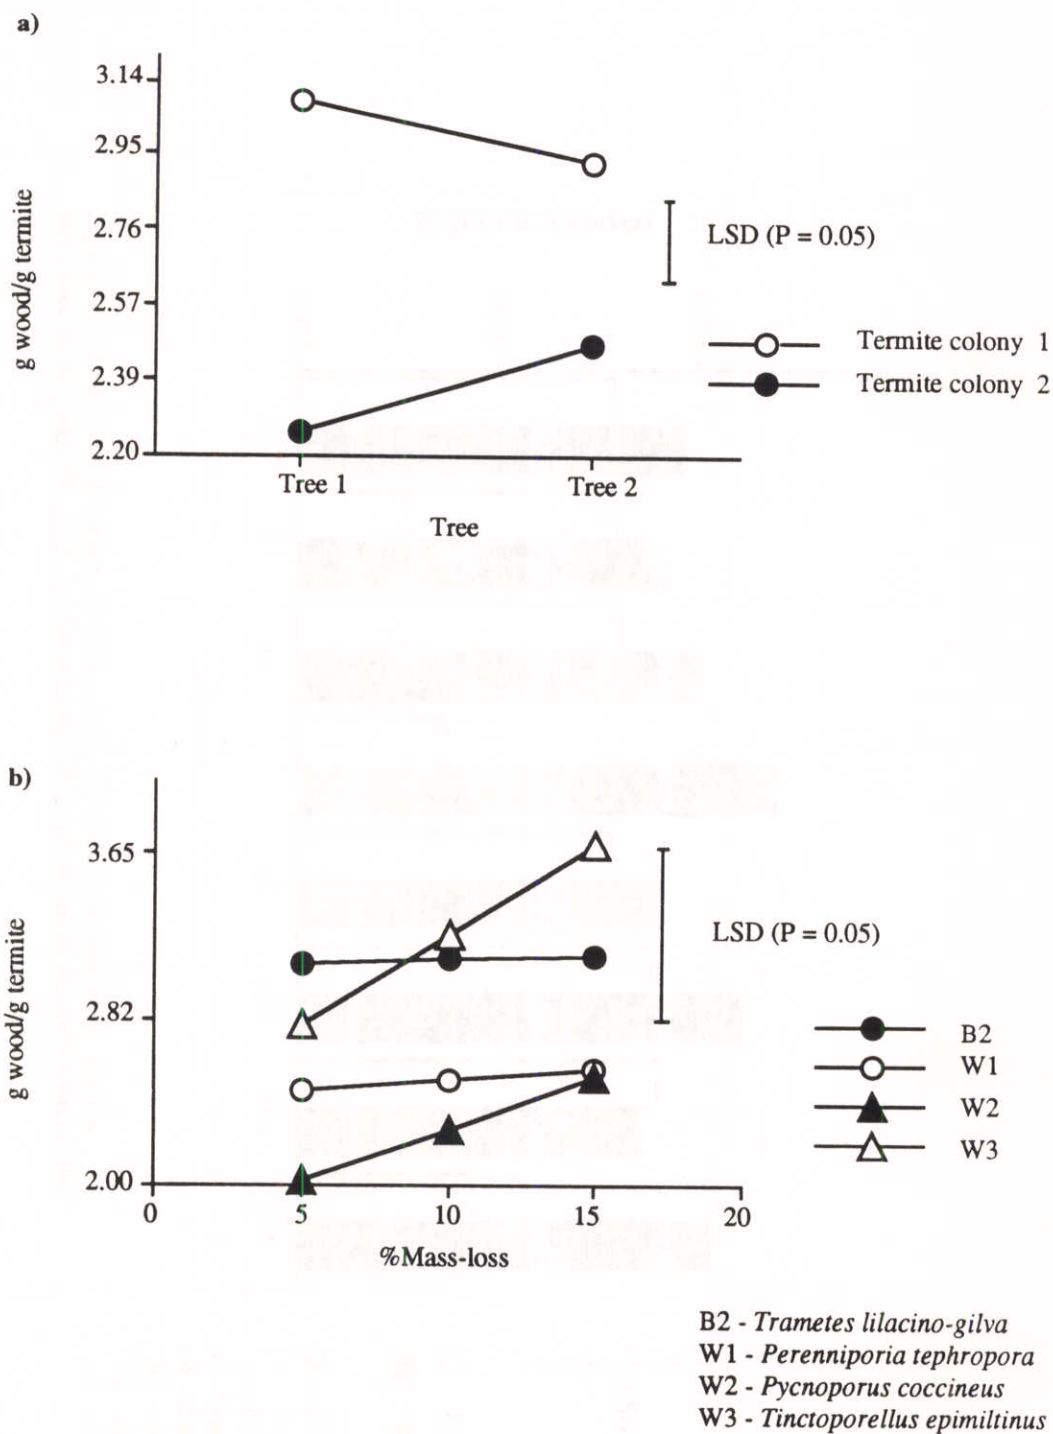 a)
3.14
2.95
2.76
2.57
2.39
2.20
g wood/g termite
LSD (P = 0.05)
Termite colony 1
Termite colony 2
Tree 1
Tree 2
Tree
b)
3.65
2.82
2.00
g wood/g termite
LSD (P = 0.05)
B2
W1
W2
W3
0
5
10
15
20
%Mass-loss
B2 - Trametes lilacino-gilva
W1 - Perenniporia tephropora
W2 - Pycnoporus coccineus
W3 - Tinctoporellus epimiltinus